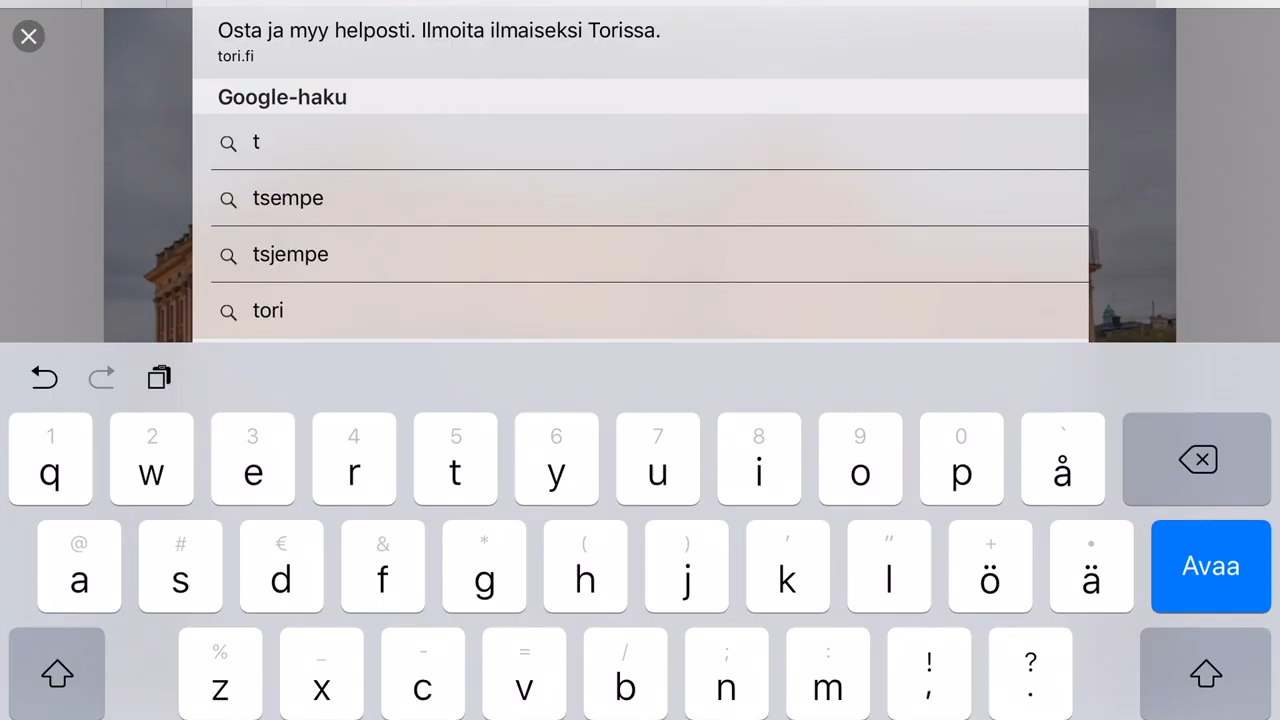 Osta ja myy helposti. Ilmoita ilmaiseksi Torissa.
tori.fi
Google-haku
t
tsempe
tsjempe
tori
1 2 3 4 5 6 7 8 9 0 `
q w e r t y u i o p å
@ # € & * ( ) ' " + •
a s d f g h j k l ö ä Avaa
% _ - = / ; : ! ?
z x c v b n m , .